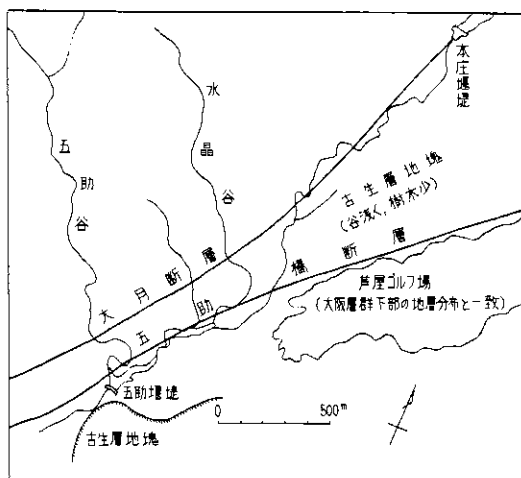 本庄堰堤
水晶谷
五助谷
古生層地塊
(谷浅く,樹木少)
大月断層
五助橋断層
芦屋ゴルフ場
(大阪層群下部の地層分布と一致)
五助堰堤
0 500m
古生層地塊